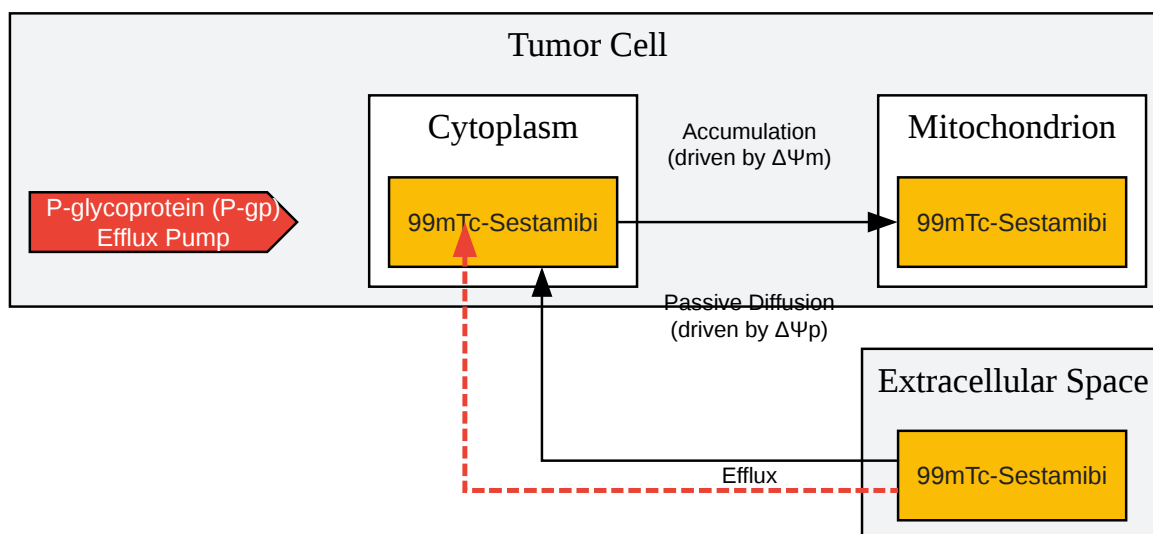 Tumor Cell
Cytoplasm
Mitochondrion
Accumulation
(driven by ΔΨm)
P-glycoprotein (P-gp)
Efflux Pump
99mTc-Sestamibi
99mTc-Sestamibi
Passive Diffusion
(driven by ΔΨp)
Extracellular Space
Efflux
99mTc-Sestamibi